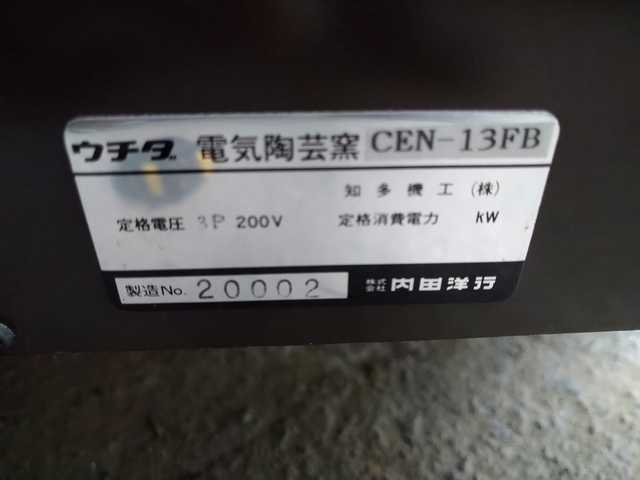 ウチダ 電気陶芸窯 CEN-13FB
知多機工(株)
定格電圧 3P 200V 定格消費電力 kW
製造No. 20002 株式会社 内田洋行